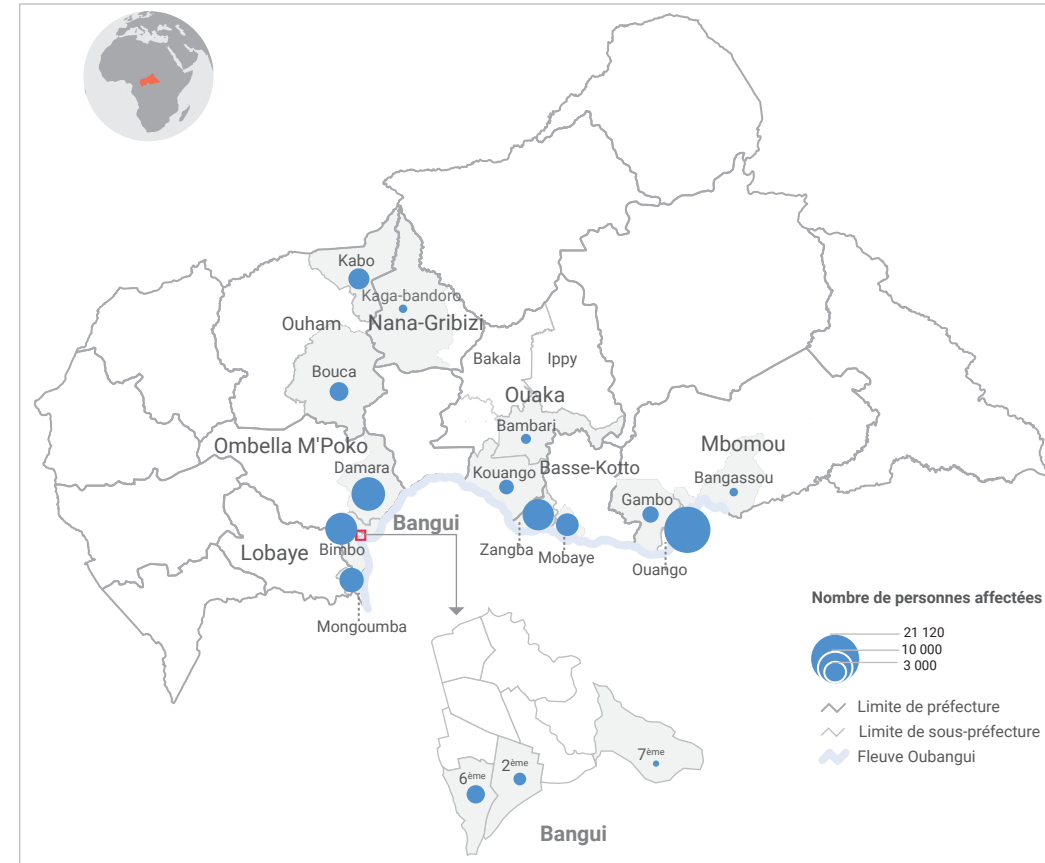 Kabo
Kaga-bandoro
Ouham
Nana-Gribizi
Bakala
Ippy
Bouca
Ouaka
Bambari
Ombella M'Poko
Mbomou
Damara
Kouango
Basse-Kotto
Bangassou
Gambo
Bangui
Lobaye
Bimbo
Zangba
Mobaye
Ouango
Mongoumba
Nombre de personnes affectées
21 120
10 000
3 000
Limite de préfecture
Limite de sous-préfecture
Fleuve Oubangui
7ème
2ème
6ème
Bangui